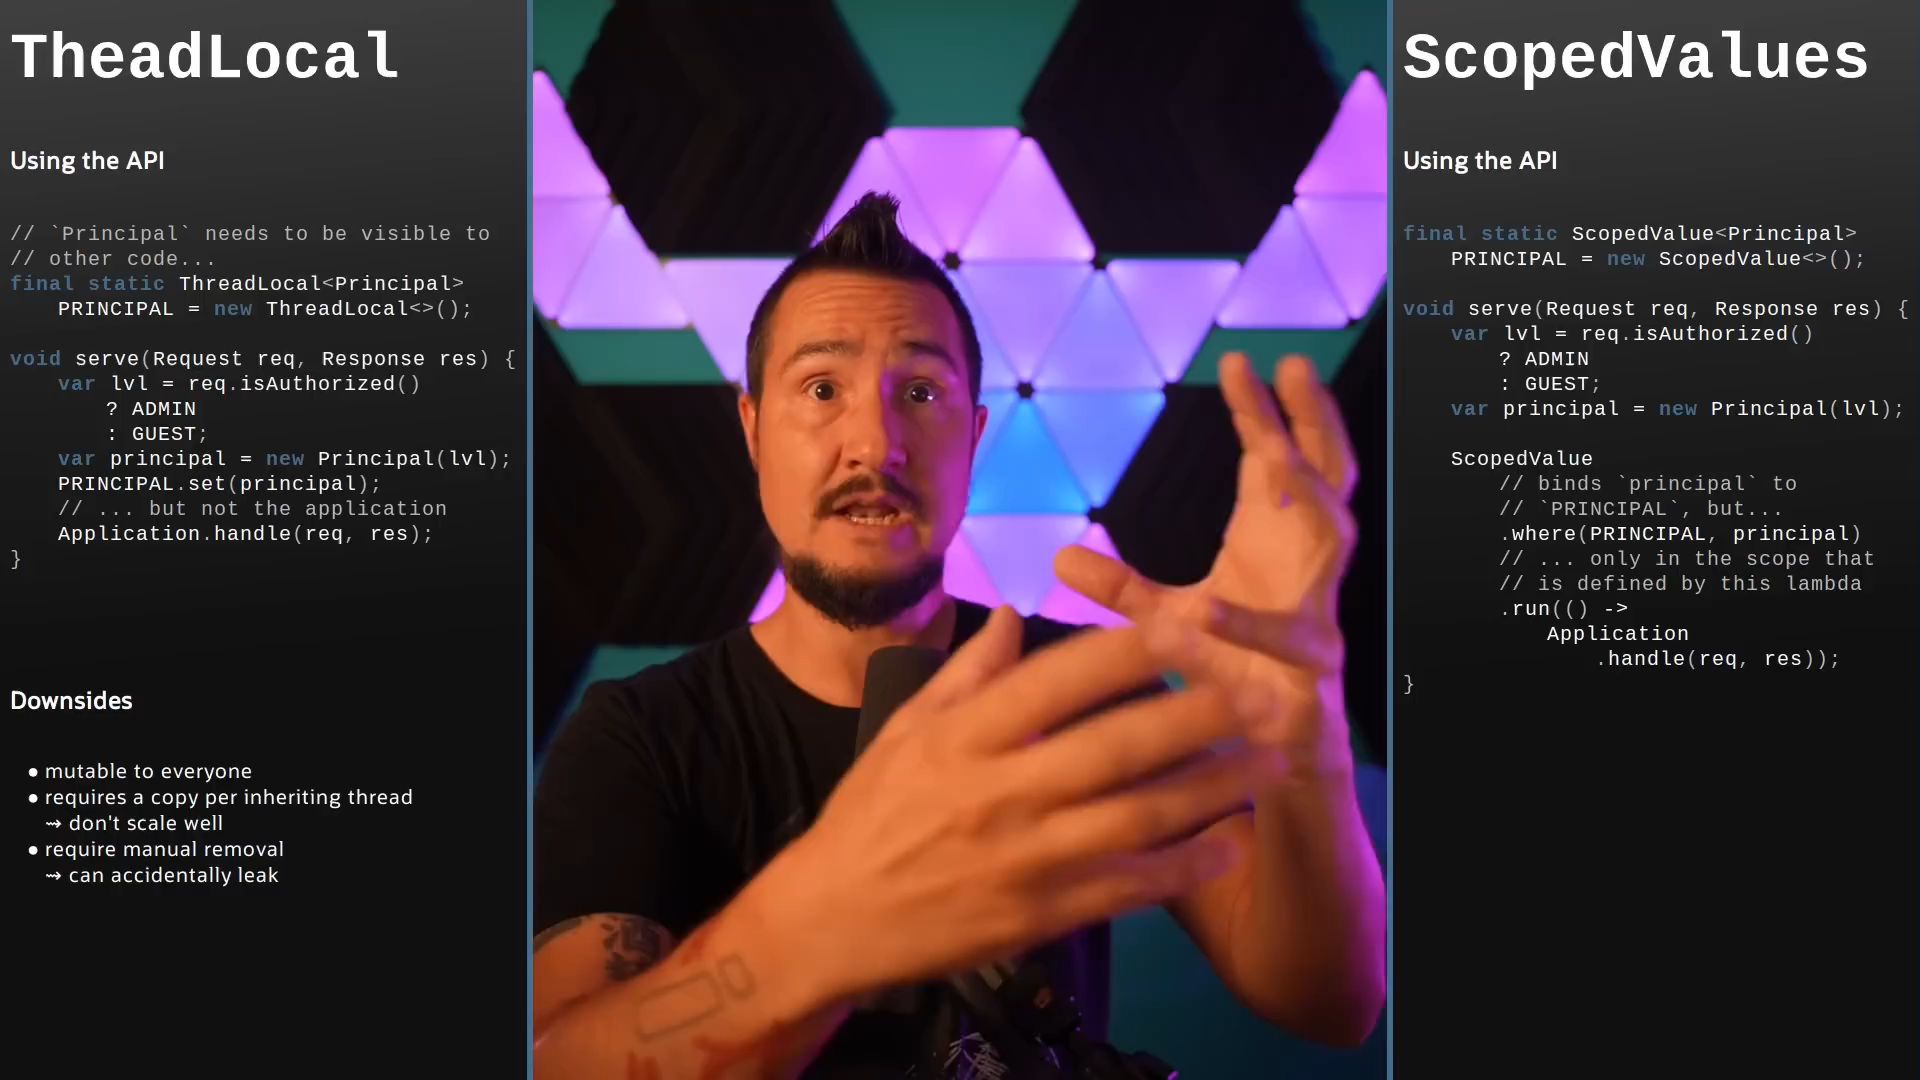 TheadLocal
Using the API
// `Principal` needs to be visible to
// other code...
final static ThreadLocal<Principal>
PRINCIPAL = new ThreadLocal<>();
void serve(Request req, Response res) {
var lvl = req.isAuthorized()
? ADMIN
: GUEST;
var principal = new Principal(lvl);
PRINCIPAL.set(principal);
// ... but not the application
Application.handle(req, res);
}
Downsides
● mutable to everyone
● requires a copy per inheriting thread
⇝ don't scale well
● require manual removal
⇝ can accidentally leak
ScopedValues
Using the API
final static ScopedValue<Principal>
PRINCIPAL = new ScopedValue<>();
void serve(Request req, Response res) {
var lvl = req.isAuthorized()
? ADMIN
: GUEST;
var principal = new Principal(lvl);
ScopedValue
// binds `principal` to
// `PRINCIPAL`, but...
.where(PRINCIPAL, principal)
// ... only in the scope that
// is defined by this lambda
.run(() ->
Application
.handle(req, res));
}